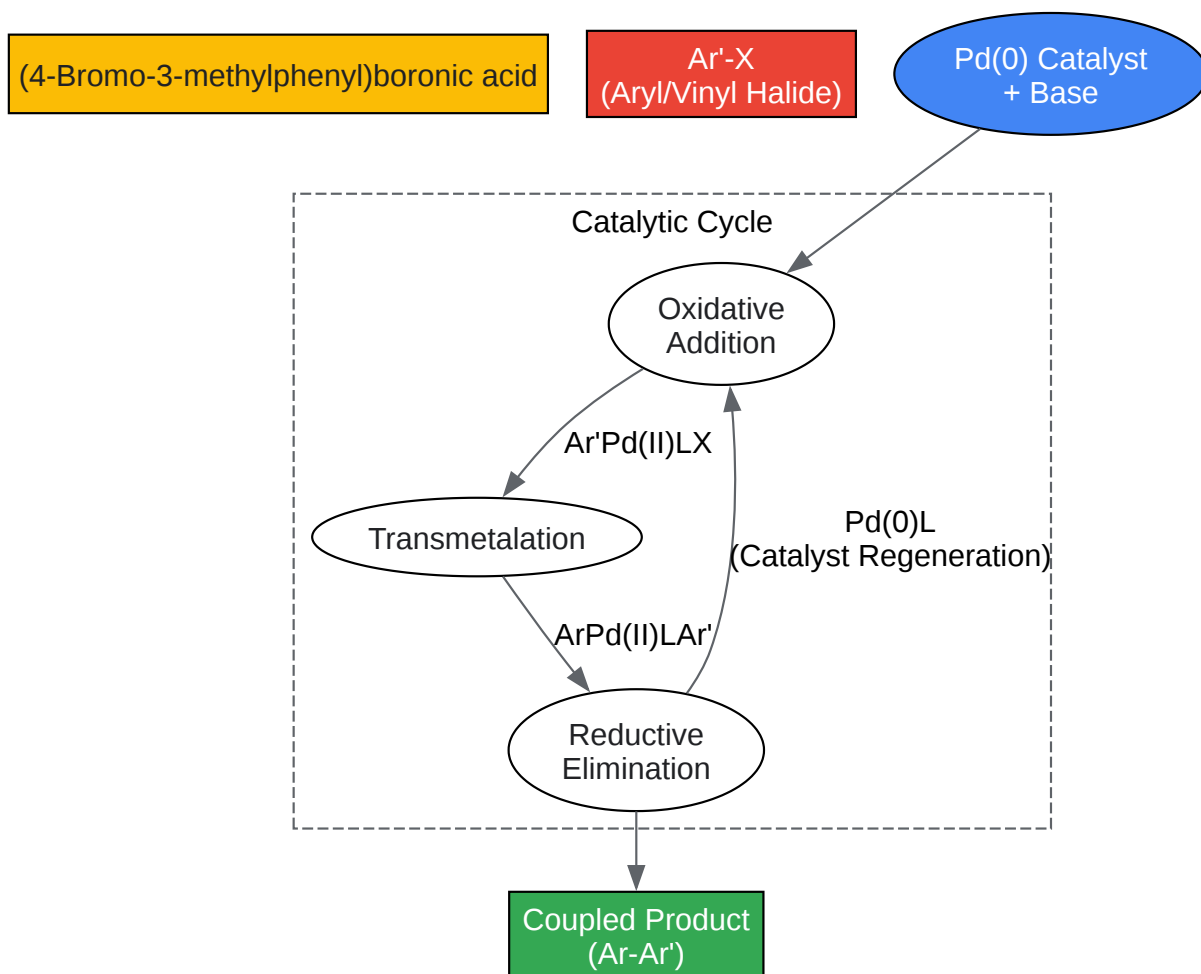 (4-Bromo-3-methylphenyl)boronic acid
Ar'-X
(Aryl/Vinyl Halide)
Pd(0) Catalyst
+ Base
Catalytic Cycle
Oxidative
Addition
Ar'Pd(II)LX
Pd(0)L
(Catalyst Regeneration)
Transmetalation
ArPd(II)LAr'
Reductive
Elimination
Coupled Product
(Ar-Ar')